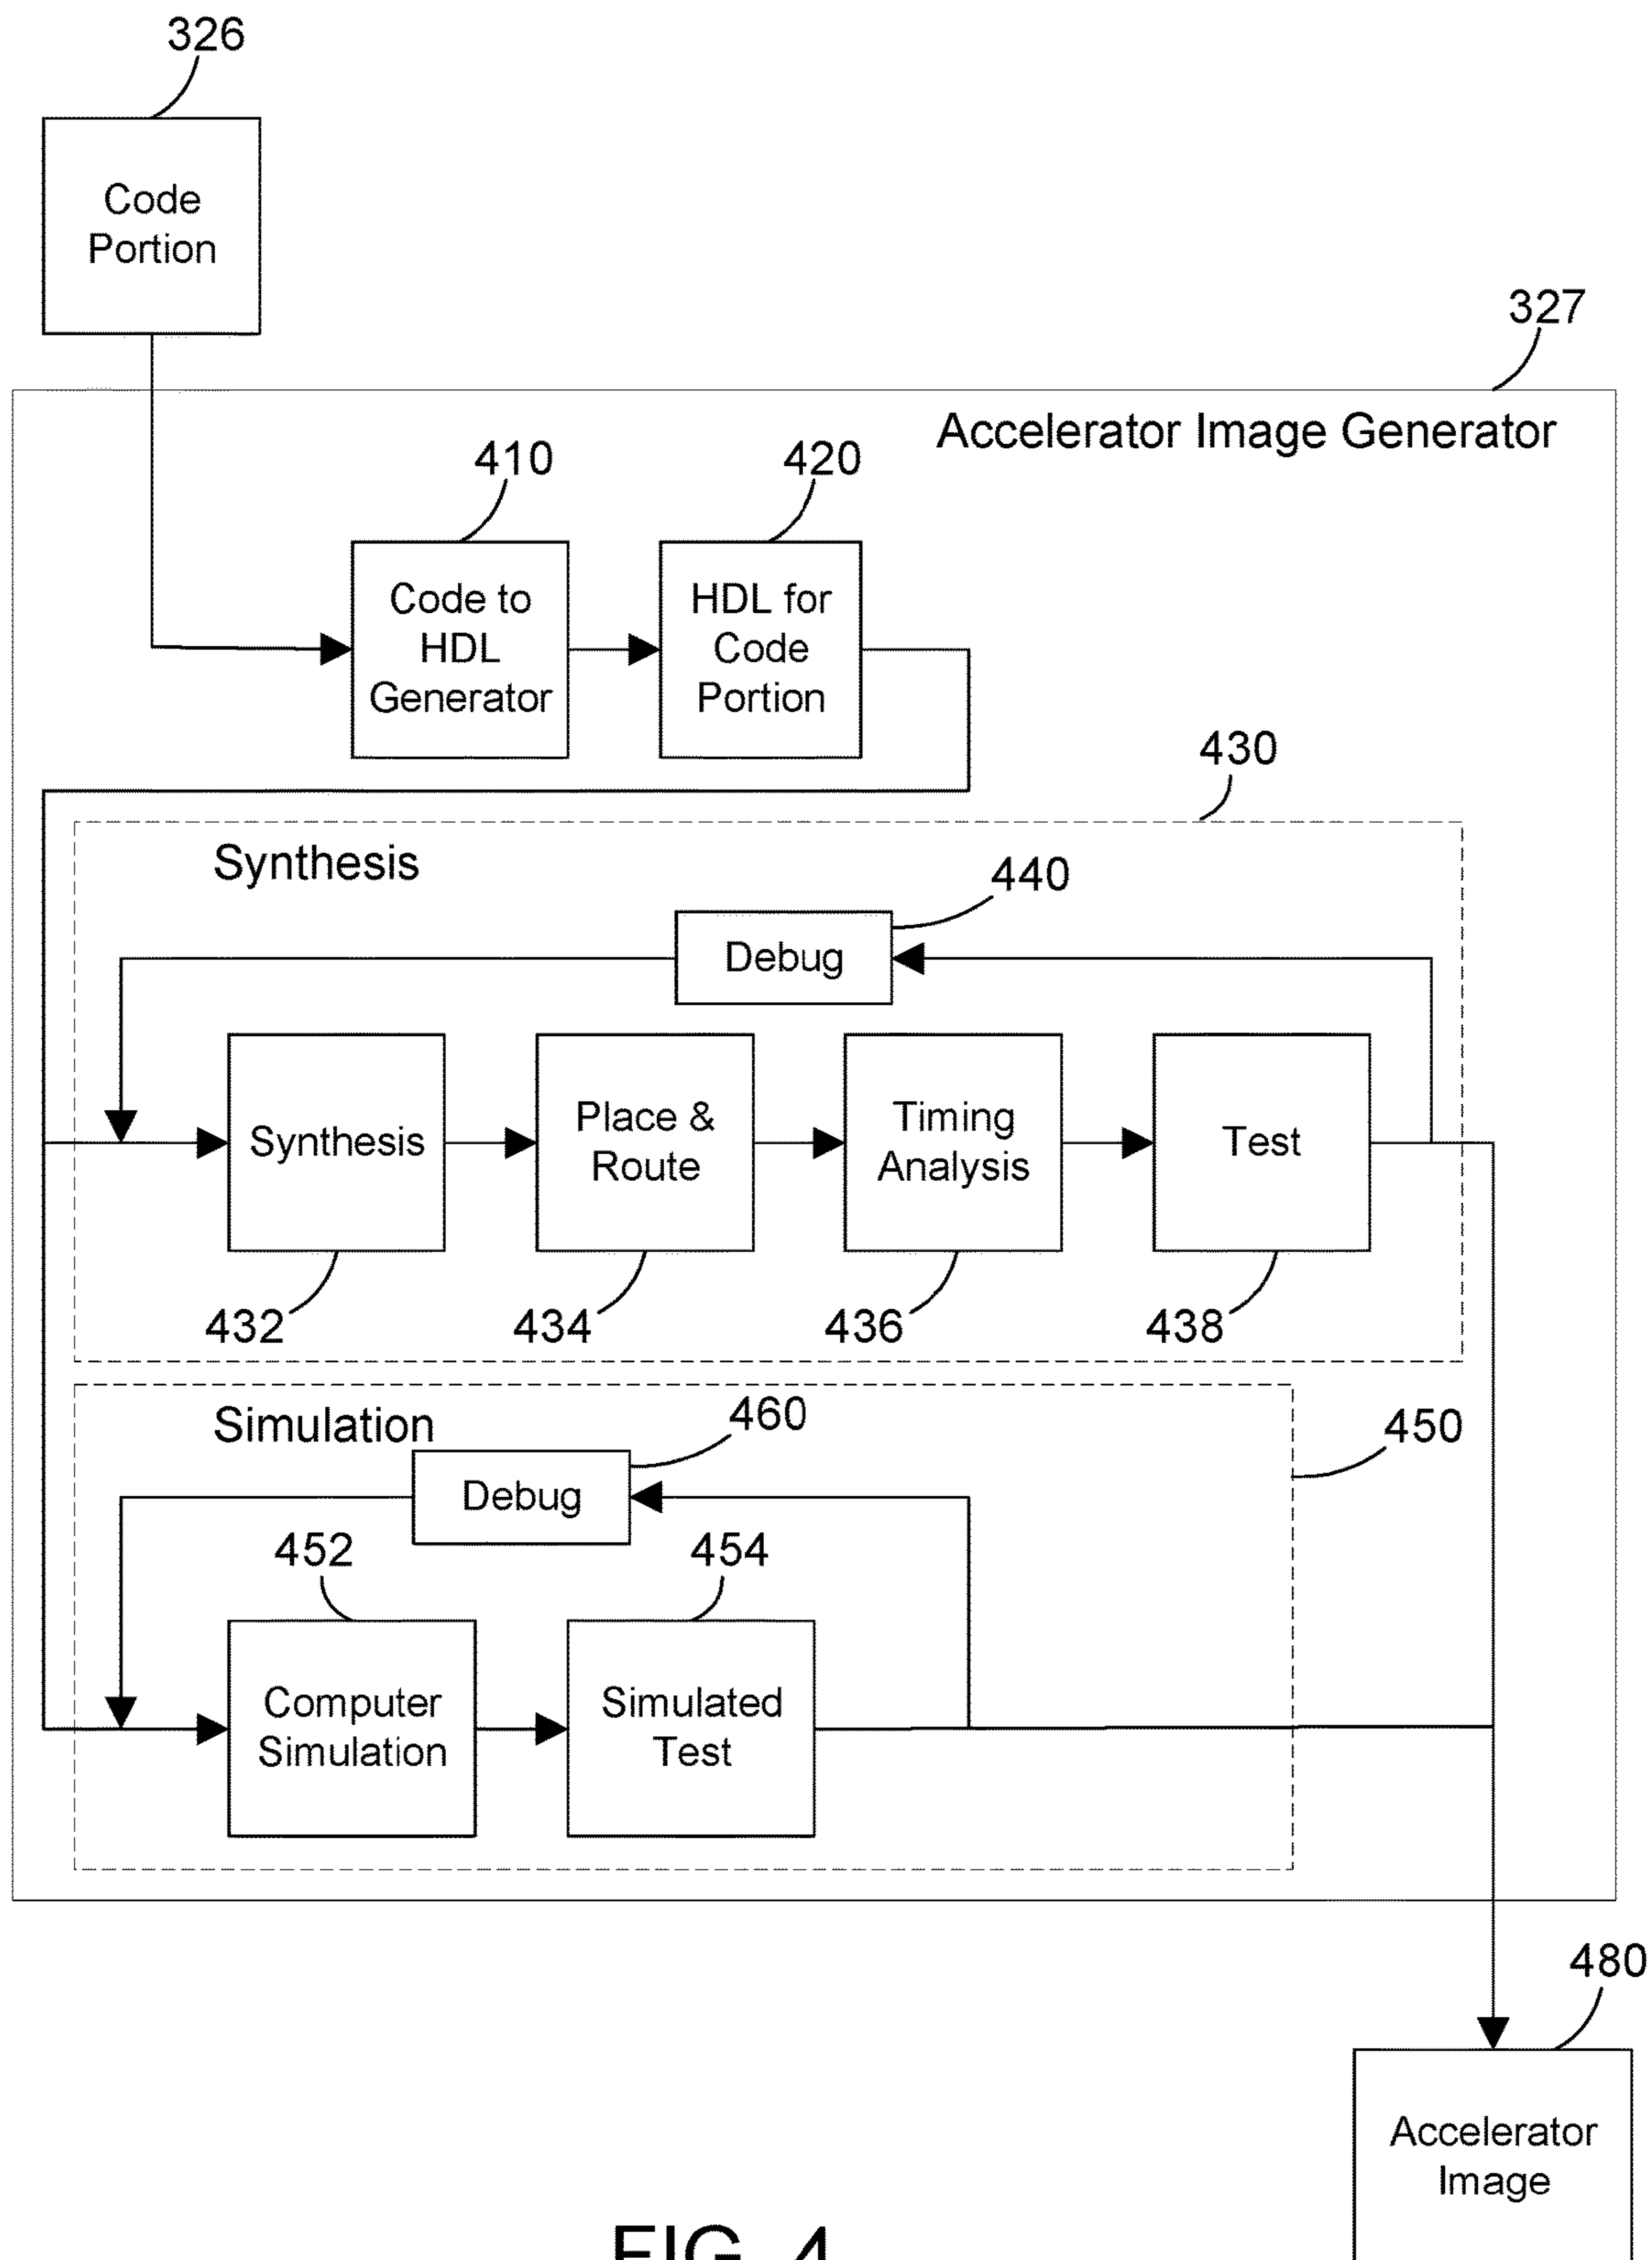 326
Code
Portion
327
Accelerator Image Generator
410
420
Code to
HDL
Generator
HDL for
Code
Portion
430
Synthesis
440
Debug
Synthesis
Place &
Route
Timing
Analysis
Test
432
434
436
438
Simulation
460
450
Debug
452
454
Computer
Simulation
Simulated
Test
480
Accelerator
Image
FIG. 4